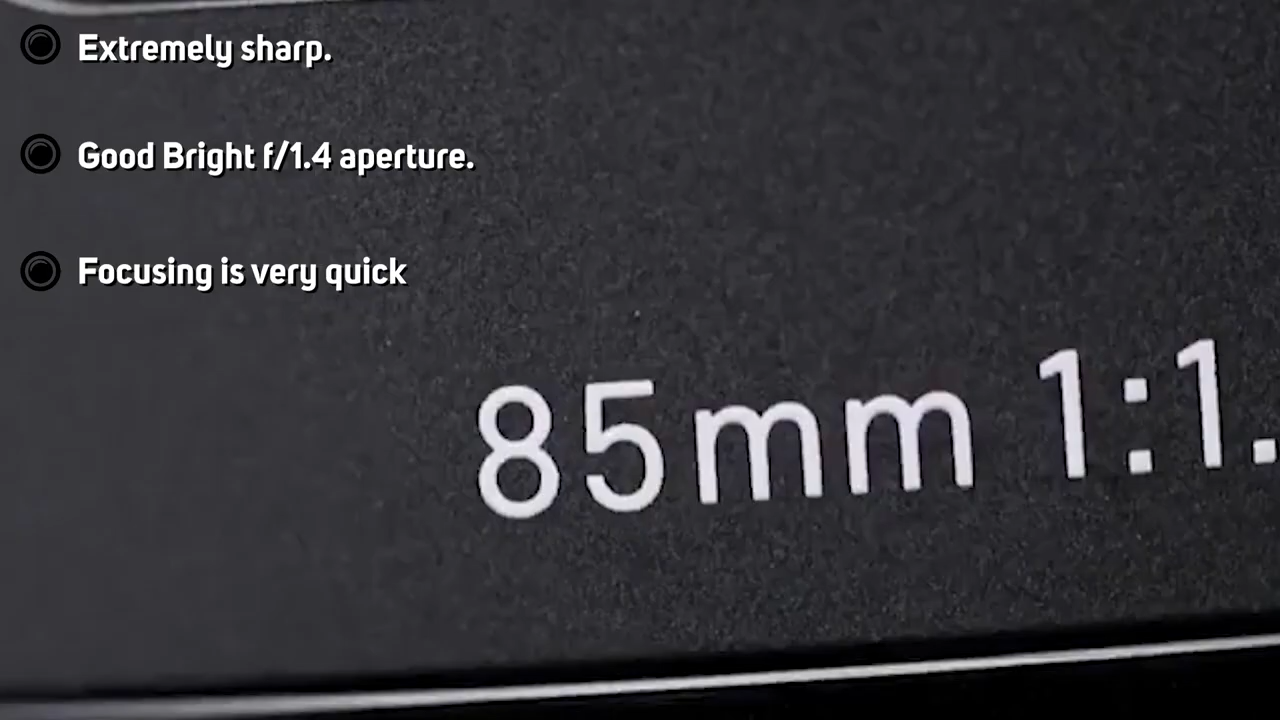 Extremely sharp.
Good Bright f/1.4 aperture.
Focusing is very quick
85mm 1:1.